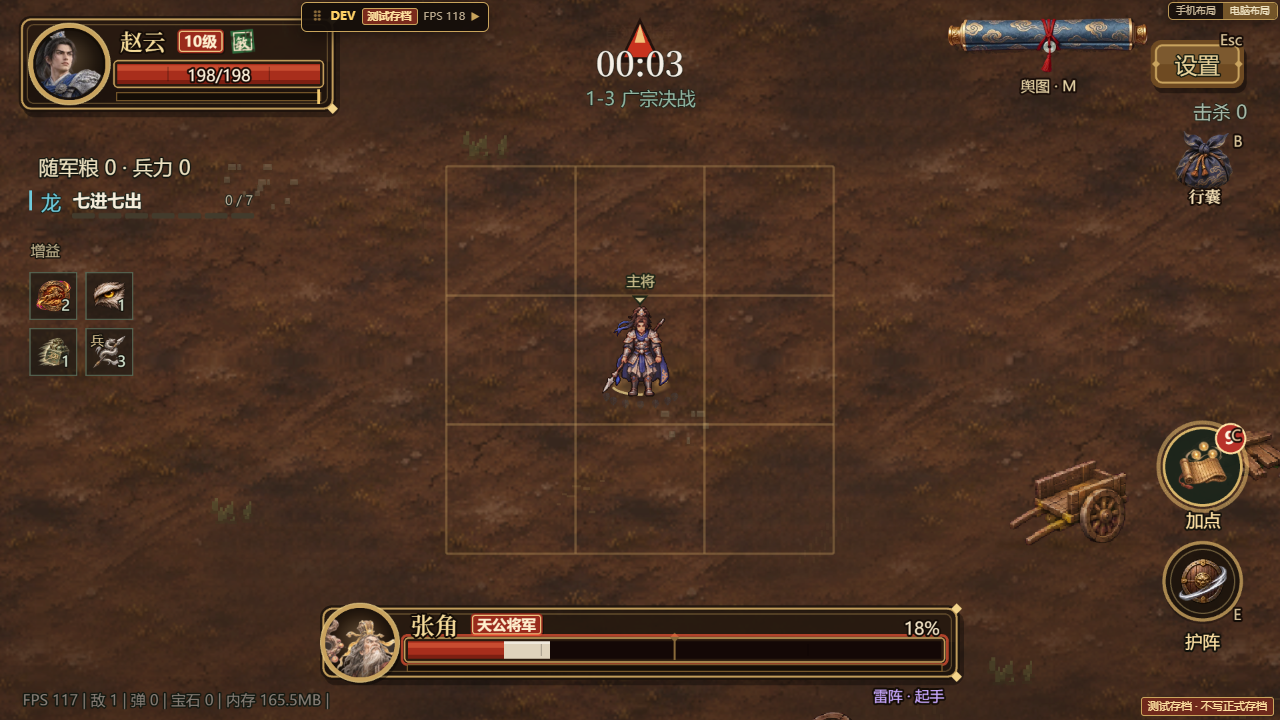 DEV 测试存档 FPS 118 ▶
手机布局 电脑布局
赵云 10级 敏
198/198
00:03
1-3 广宗决战
Esc
设置
舆图 · M
击杀 0
B
行囊
随军粮 0 · 兵力 0
龙 七进七出 0 / 7
增益
2
1
1
兵 3
主将
加点
E
护阵
张角 天公将军 18%
雷阵 · 起手
FPS 117 | 敌 1 | 弹 0 | 宝石 0 | 内存 165.5MB |
测试存档 · 不写正式存档